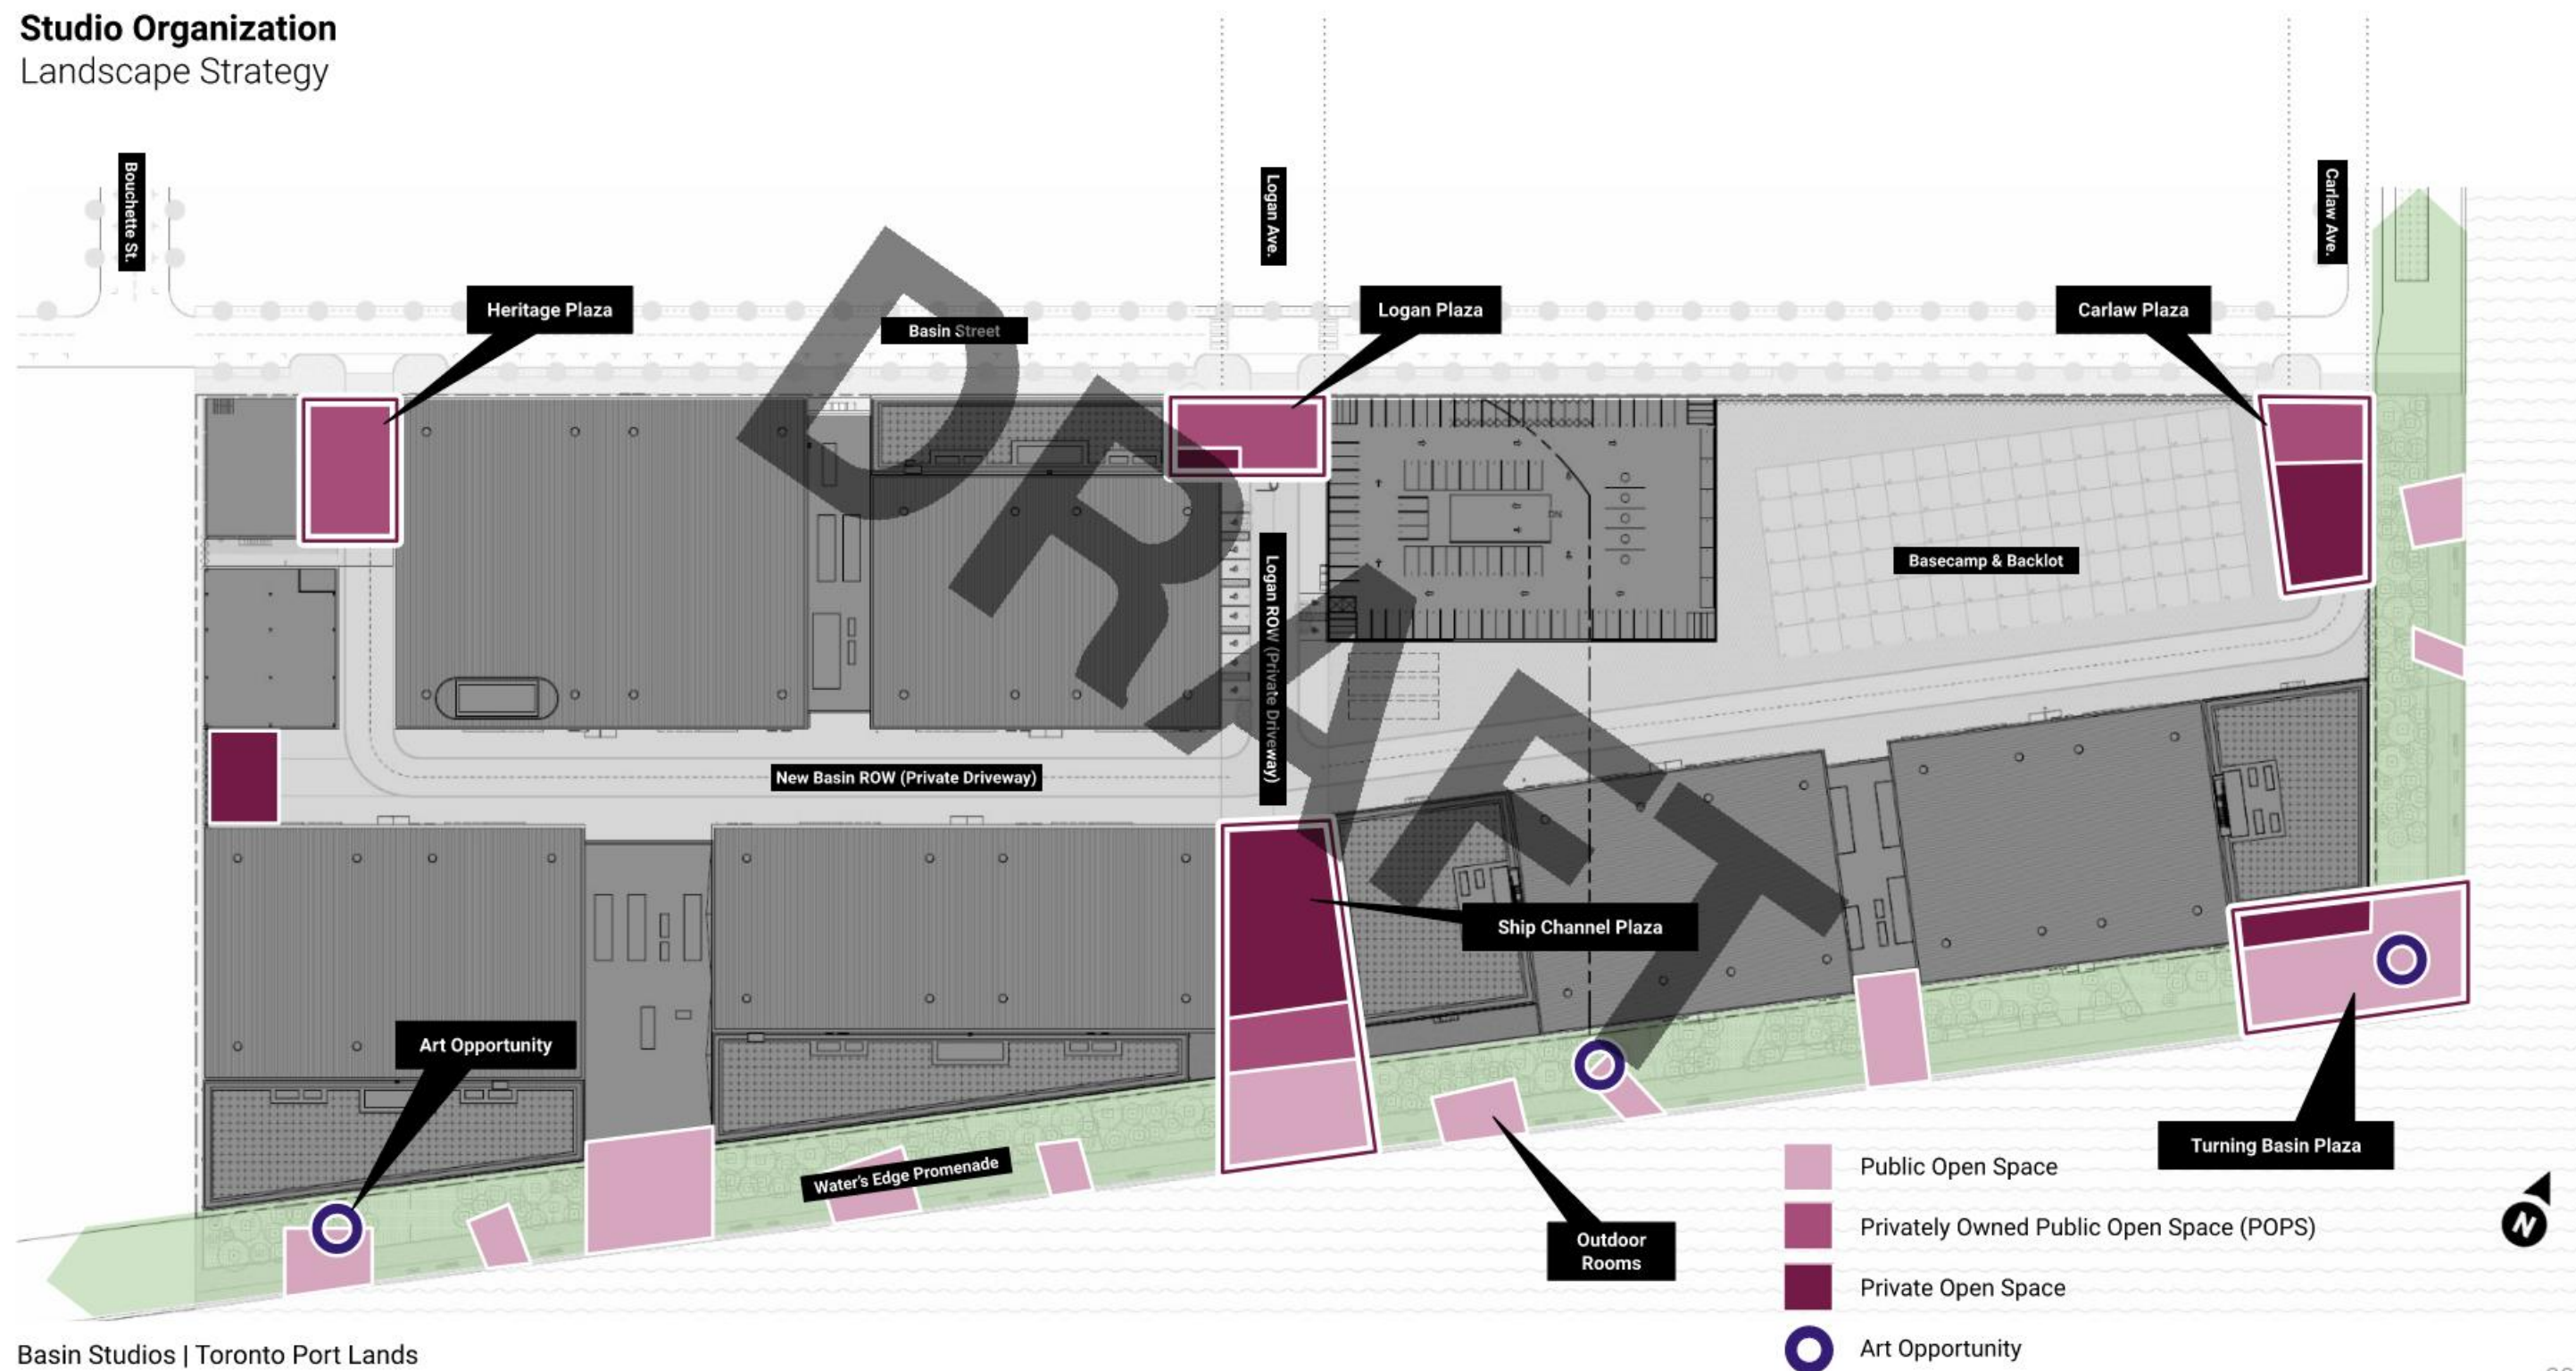 Studio Organization
Landscape Strategy
Bouchette St.
Logan Ave.
Carlaw Ave.
Heritage Plaza
Basin Street
Logan Plaza
Carlaw Plaza
DRAFT
Basecamp & Backlot
Logan ROW (Private Driveway)
New Basin ROW (Private Driveway)
Ship Channel Plaza
Art Opportunity
Water's Edge Promenade
Turning Basin Plaza
Outdoor
Rooms
Public Open Space
Privately Owned Public Open Space (POPS)
Private Open Space
Art Opportunity
N
Basin Studios | Toronto Port Lands